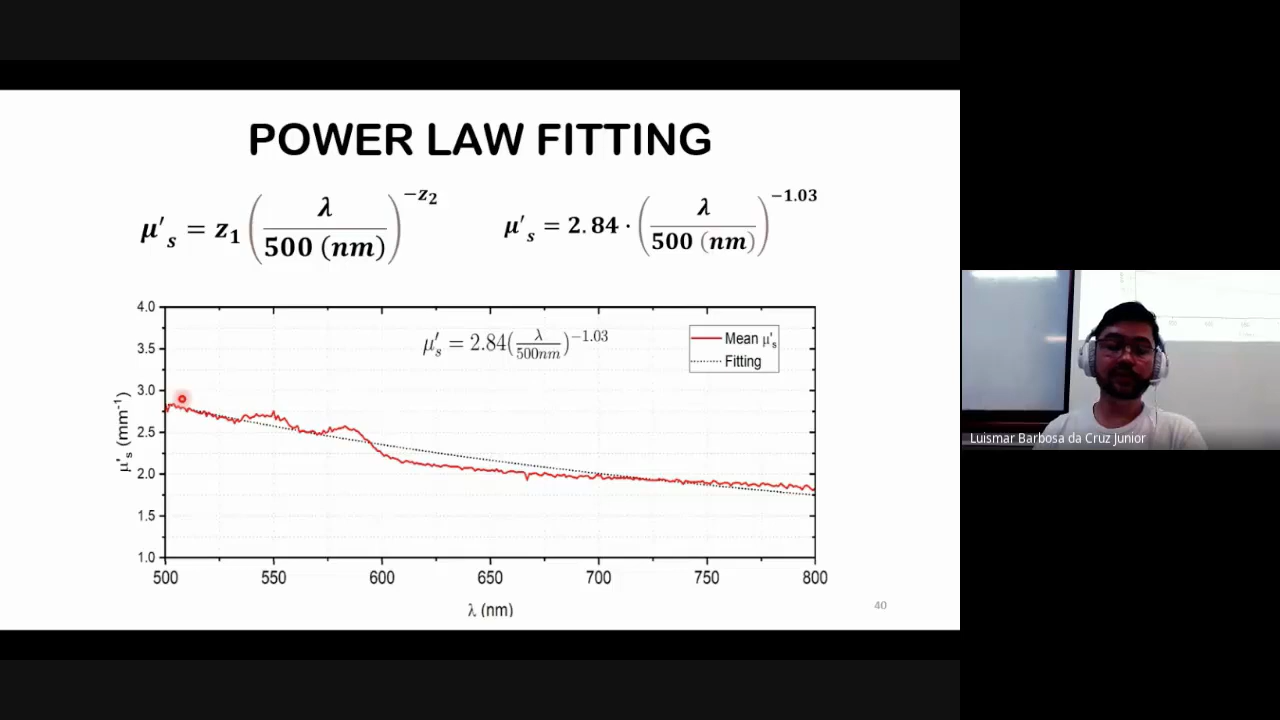 POWER LAW FITTING
μ'ₛ = z₁ (λ / 500 (nm))^−z₂
μ'ₛ = 2.84 · (λ / 500 (nm))^−1.03
4.0
3.5
3.0
2.5
2.0
1.5
1.0
μ'ₛ (mm⁻¹)
μ'ₛ = 2.84(λ / 500nm)^−1.03
Mean μ'ₛ
Fitting
500 550 600 650 700 750 800
λ (nm)
40
Luismar Barbosa da Cruz Junior